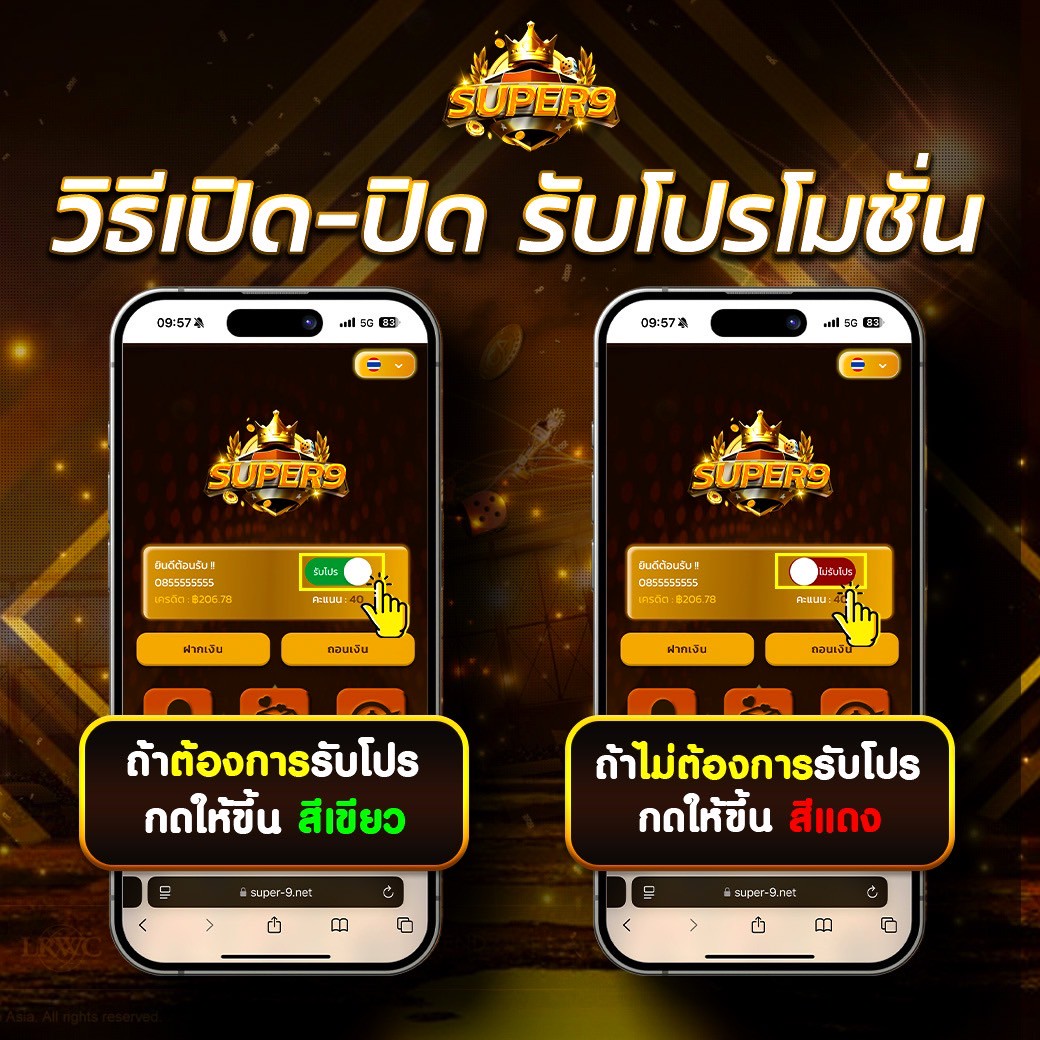 SUPER9
วิธีเปิด-ปิด รับโปรโมชั่น
09:57
5G 83
SUPER9
ยินดีต้อนรับ !!
รับโปร
0855555555
เครดิต : ฿206.78
คะแนน : 40
ฝากเงิน
ถอนเงิน
ถ้าต้องการรับโปร
กดให้ขึ้น สีเขียว
super-9.net
09:57
5G 83
SUPER9
ยินดีต้อนรับ !!
ไม่รับโปร
0855555555
เครดิต : ฿206.78
คะแนน : 40
ฝากเงิน
ถอนเงิน
ถ้าไม่ต้องการรับโปร
กดให้ขึ้น สีแดง
super-9.net
LRWC
Asia. All rights reserved